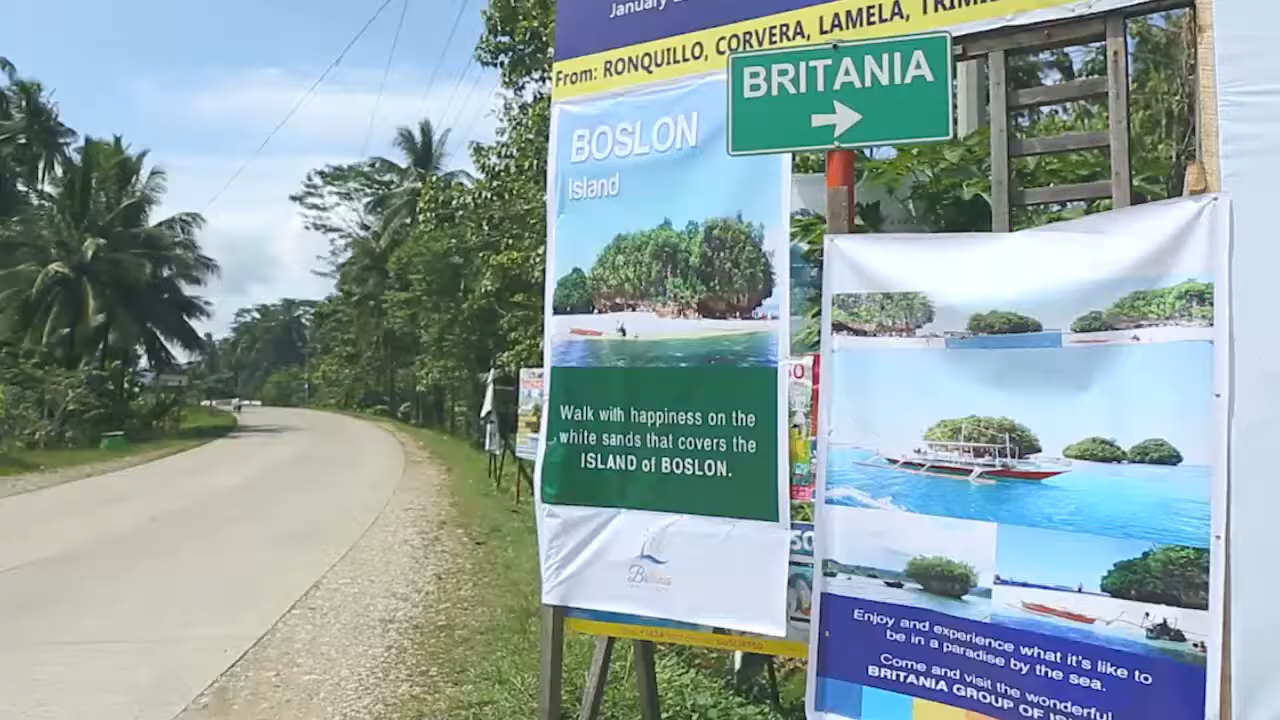 January
From: RONQUILLO, CORVERA, LAMELA,
BRITANIA
BOSLON
Island
Walk with happiness on the
white sands that covers the
ISLAND of BOSLON.
Enjoy and experience what it's like to
be in a paradise by the sea.
Come and visit the wonderful
BRITANIA GROUP OF